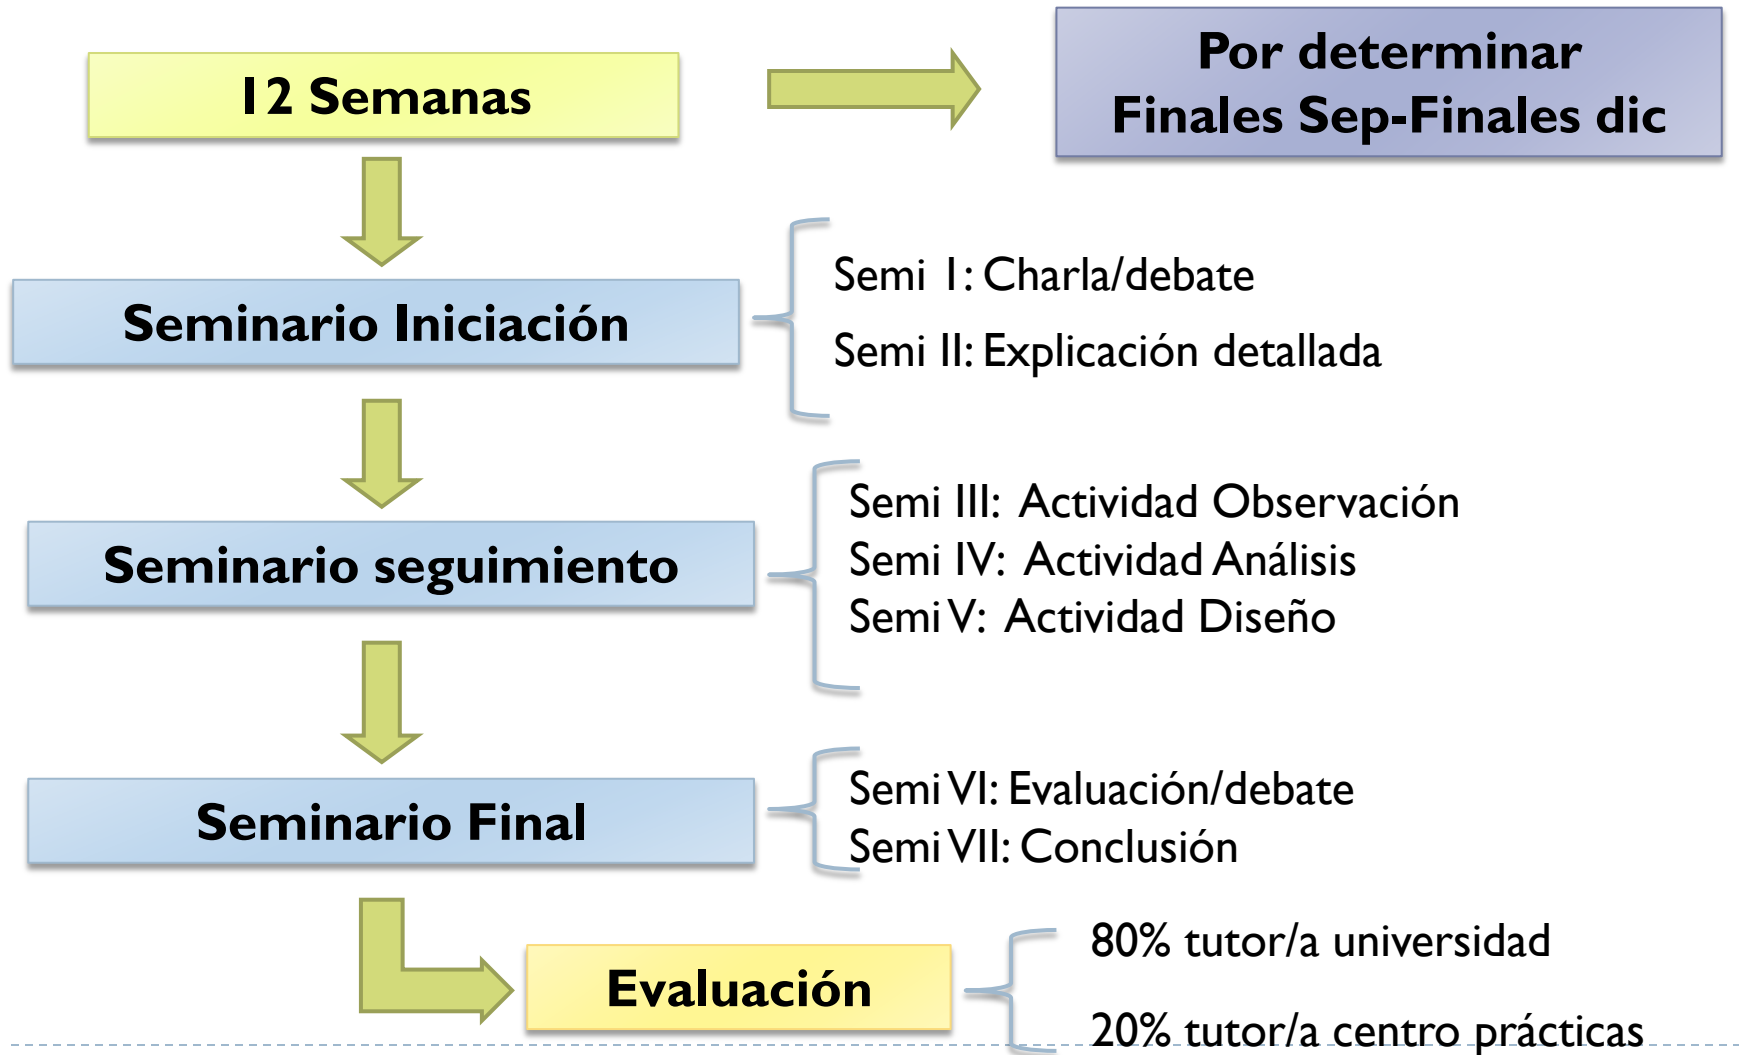 12 Semanas
Por determinar
Finales Sep-Finales dic
Seminario Iniciación
Semi 1: Charla/debate
Semi II: Explicación detallada
Seminario seguimiento
Semi III: Actividad Observación
Semi IV: Actividad Análisis
Semi V: Actividad Diseño
Seminario Final
Semi VI: Evaluación/debate
Semi VII: Conclusión
Evaluación
80% tutor/a universidad
20% tutor/a centro prácticas